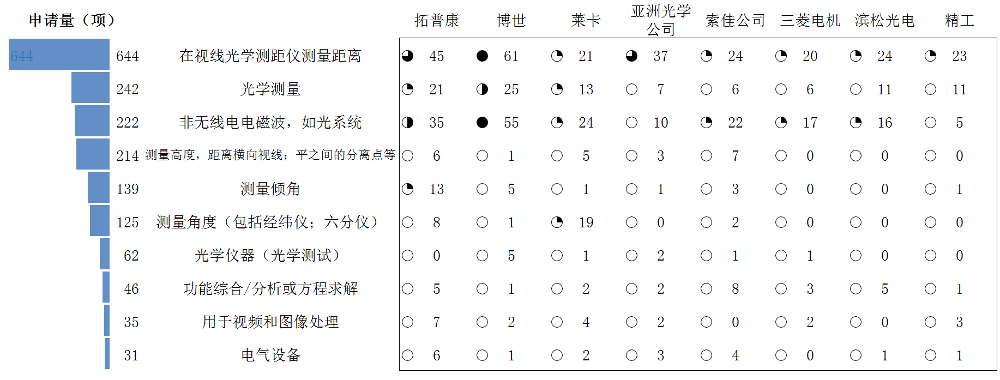 申请量（项） 拓普康 博世 莱卡 亚洲光学 索佳公司 三菱电机 滨松光电 精工
公司
644 644 在视线光学测距仪测量距离 45 61 21 37 24 20 24 23
242 光学测量 21 25 13 7 6 6 11 11
222 非无线电电磁波，如光系统 35 55 24 10 22 17 16 5
214 测量高度，距离横向视线；平之间的分离点等 6 1 5 3 7 0 0 0
139 测量倾角 13 5 1 1 3 0 0 1
125 测量角度（包括经纬仪；六分仪） 8 1 19 0 2 0 0 0
62 光学仪器（光学测试） 0 5 1 2 1 1 0 0
46 功能综合/分析或方程求解 5 1 2 2 8 3 5 1
35 用于视频和图像处理 7 2 4 2 0 2 0 3
31 电气设备 6 1 2 3 4 0 1 1